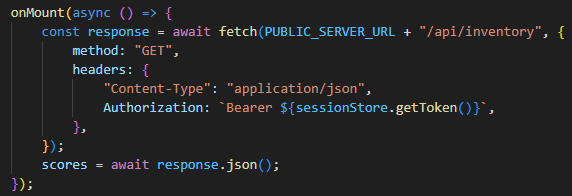 onMount(async () => {
    const response = await fetch(PUBLIC_SERVER_URL + "/api/inventory", {
        method: "GET",
        headers: {
            "Content-Type": "application/json",
            Authorization: `Bearer ${sessionStore.getToken()}`,
        },
    });
    scores = await response.json();
});